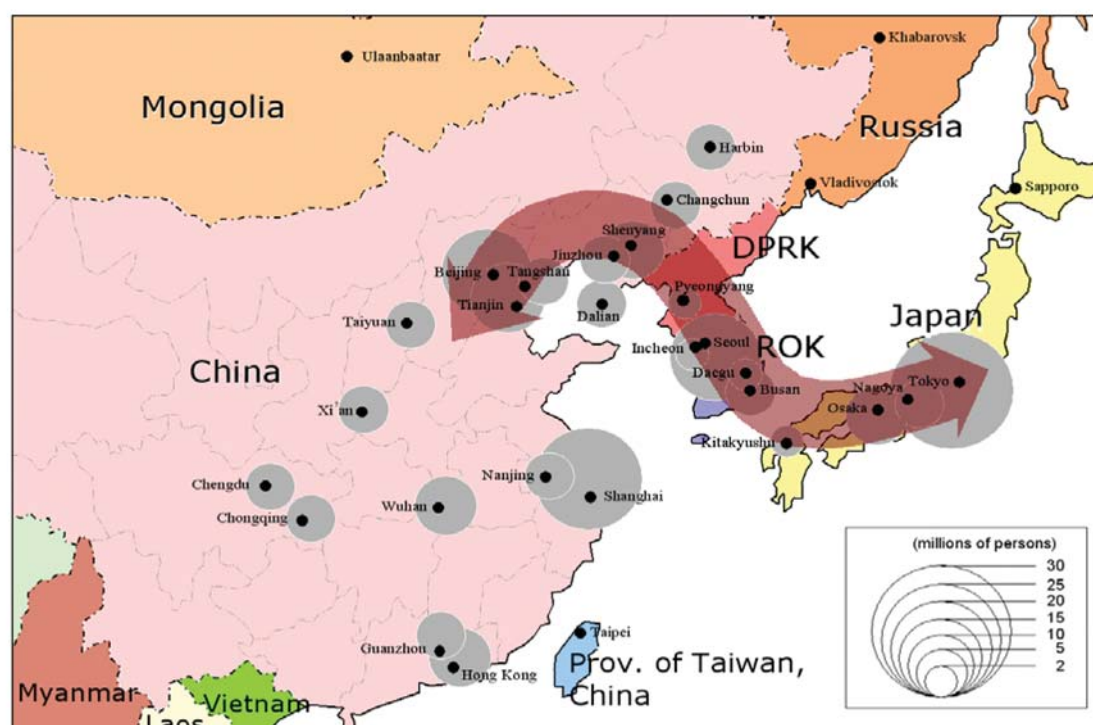 Khabarovsk
Ulaanbaatar
Mongolia
Russia
Harbin
Vladivostok
Sapporo
Changchun
Shenyang
DPRK
Jinzhou
Beijing
Tangshan
Tianjin
Pyeongyang
Dalian
Taiyuan
Japan
Incheon
Seoul
ROK
China
Daegu
Busan
Nagoya
Tokyo
Osaka
Xi'an
Kitakyushu
Nanjing
Chengdu
Shanghai
Wuhan
Chongqing
(millions of persons)
30
25
20
15
10
5
2
Taipei
Guanzhou
Hong Kong
Prov. of Taiwan,
China
Myanmar
Vietnam
Laos